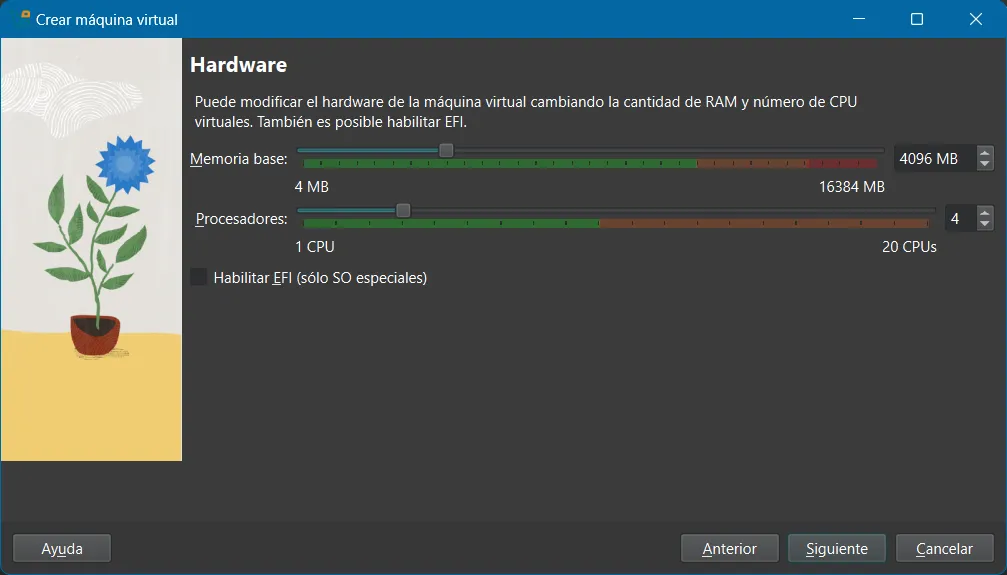 Crear máquina virtual
Hardware
Puede modificar el hardware de la máquina virtual cambiando la cantidad de RAM y número de CPU
virtuales. También es posible habilitar EFI.
Memoria base:
4096 MB
4 MB
16384 MB
Procesadores:
4
1 CPU
20 CPUs
Habilitar EFI (sólo SO especiales)
Ayuda
Anterior
Siguiente
Cancelar